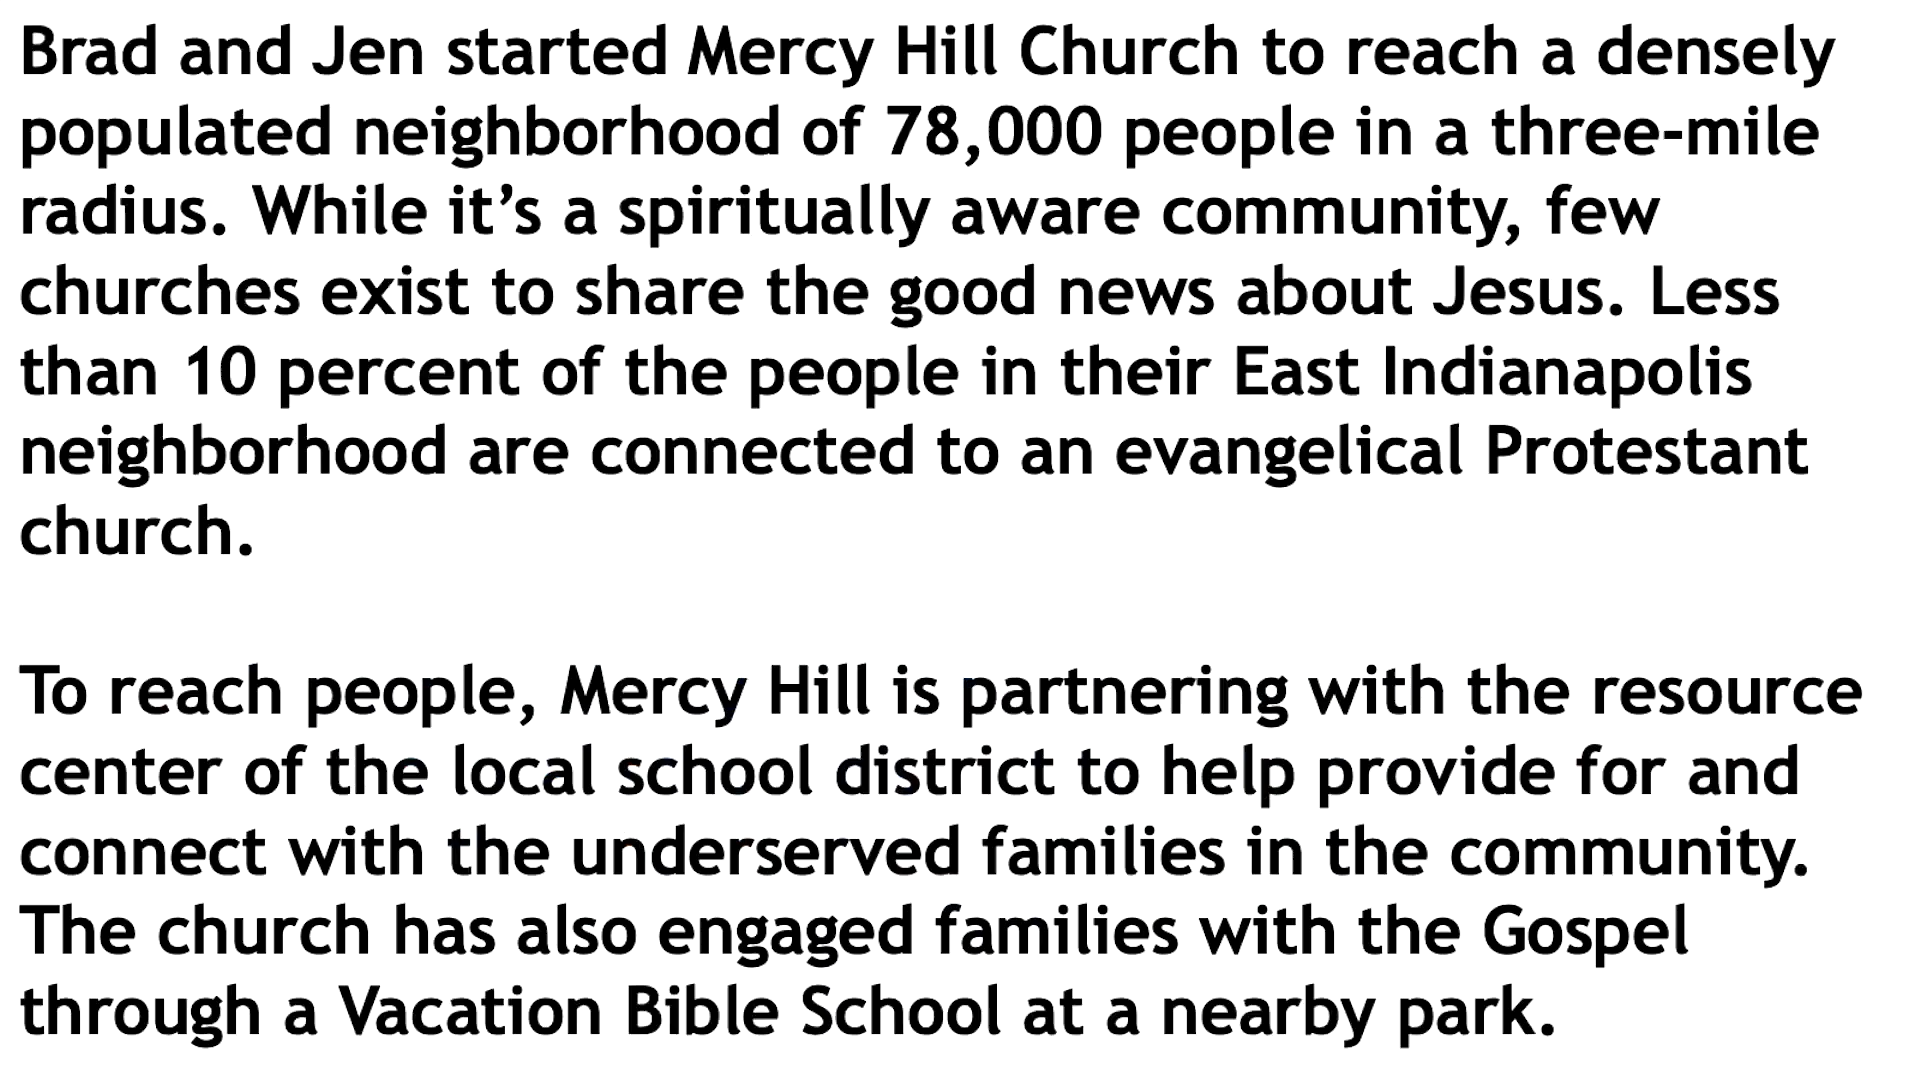 Brad and Jen started Mercy Hill Church to reach a densely
populated neighborhood of 78,000 people in a three-mile
radius. While it’s a spiritually aware community, few
churches exist to share the good news about Jesus. Less
than 10 percent of the people in their East Indianapolis
neighborhood are connected to an evangelical Protestant
church.
To reach people, Mercy Hill is partnering with the resource
center of the local school district to help provide for and
connect with the underserved families in the community.
The church has also engaged families with the Gospel
through a Vacation Bible School at a nearby park.